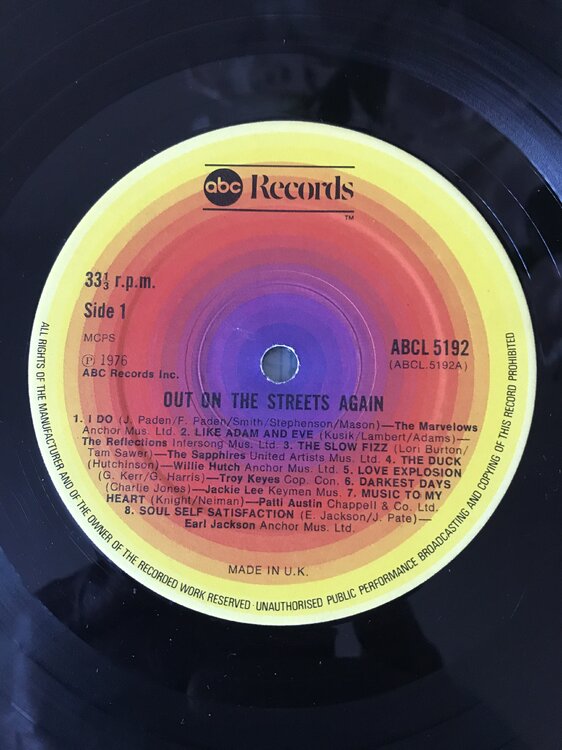 abc Records
TM
33⅓ r.p.m.
Side 1
MCPS
Ⓟ 1976
ABC Records Inc.
ABCL 5192
(ABCL.5192A)
OUT ON THE STREETS AGAIN
1. I DO (J. Paden/F. Paden/Smith/Stephenson/Mason)—The Marvelows
Anchor Mus. Ltd. 2. LIKE ADAM AND EVE (Kusik/Lambert/Adams)—
The Reflections Infersong Mus. Ltd. 3. THE SLOW FIZZ (Lori Burton/
Pam Sawer)—The Sapphires United Artists Mus. Ltd. 4. THE DUCK
(Hutchizer)—Willie Hutch Anchor Mus. Ltd. 5. LOVE EXPLOSION
(G. Kerr/G. Harris)—Troy Keyes Cop. Con. 6. DARKEST DAYS
(Charlie Jones)—Jackie Lee Keymen Mus. 7. MUSIC TO MY
HEART (Knight/Neiman)—Patti Austin Chappell & Co. Ltd.
8. SOUL SELF SATISFACTION (E. Jackson/J. Pate)—
Earl Jackson Anchor Mus. Ltd.
MADE IN U.K.
ALL RIGHTS OF THE MANUFACTURER AND OF THE OWNER OF THE RECORDED WORK RESERVED · UNAUTHORISED PUBLIC PERFORMANCE BROADCASTING AND COPYING OF THIS RECORD PROHIBITED